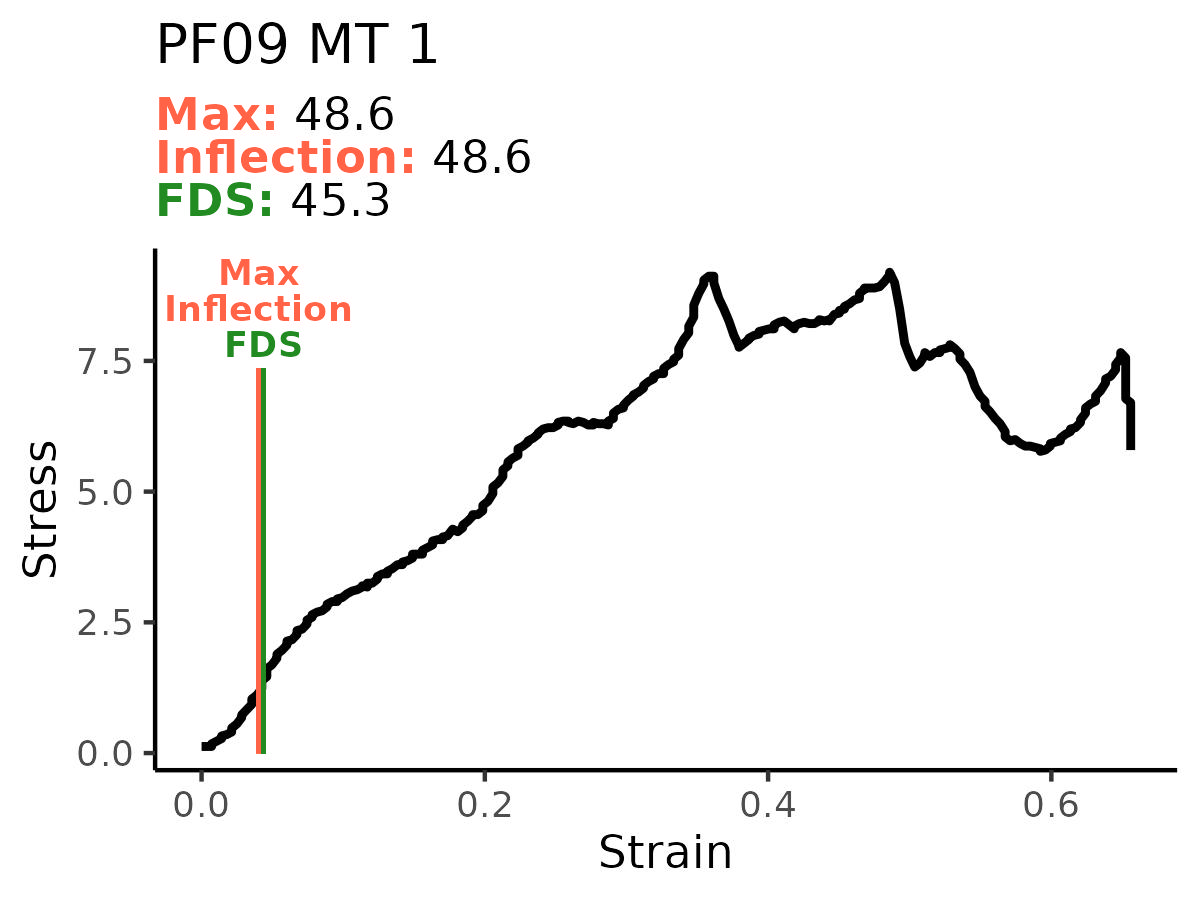 PF09 MT 1
Max: 48.6
Inflection: 48.6
FDS: 45.3
Max
Inflection
FDS
7.5
5.0
2.5
0.0
Stress
0.0 0.2 0.4 0.6
Strain